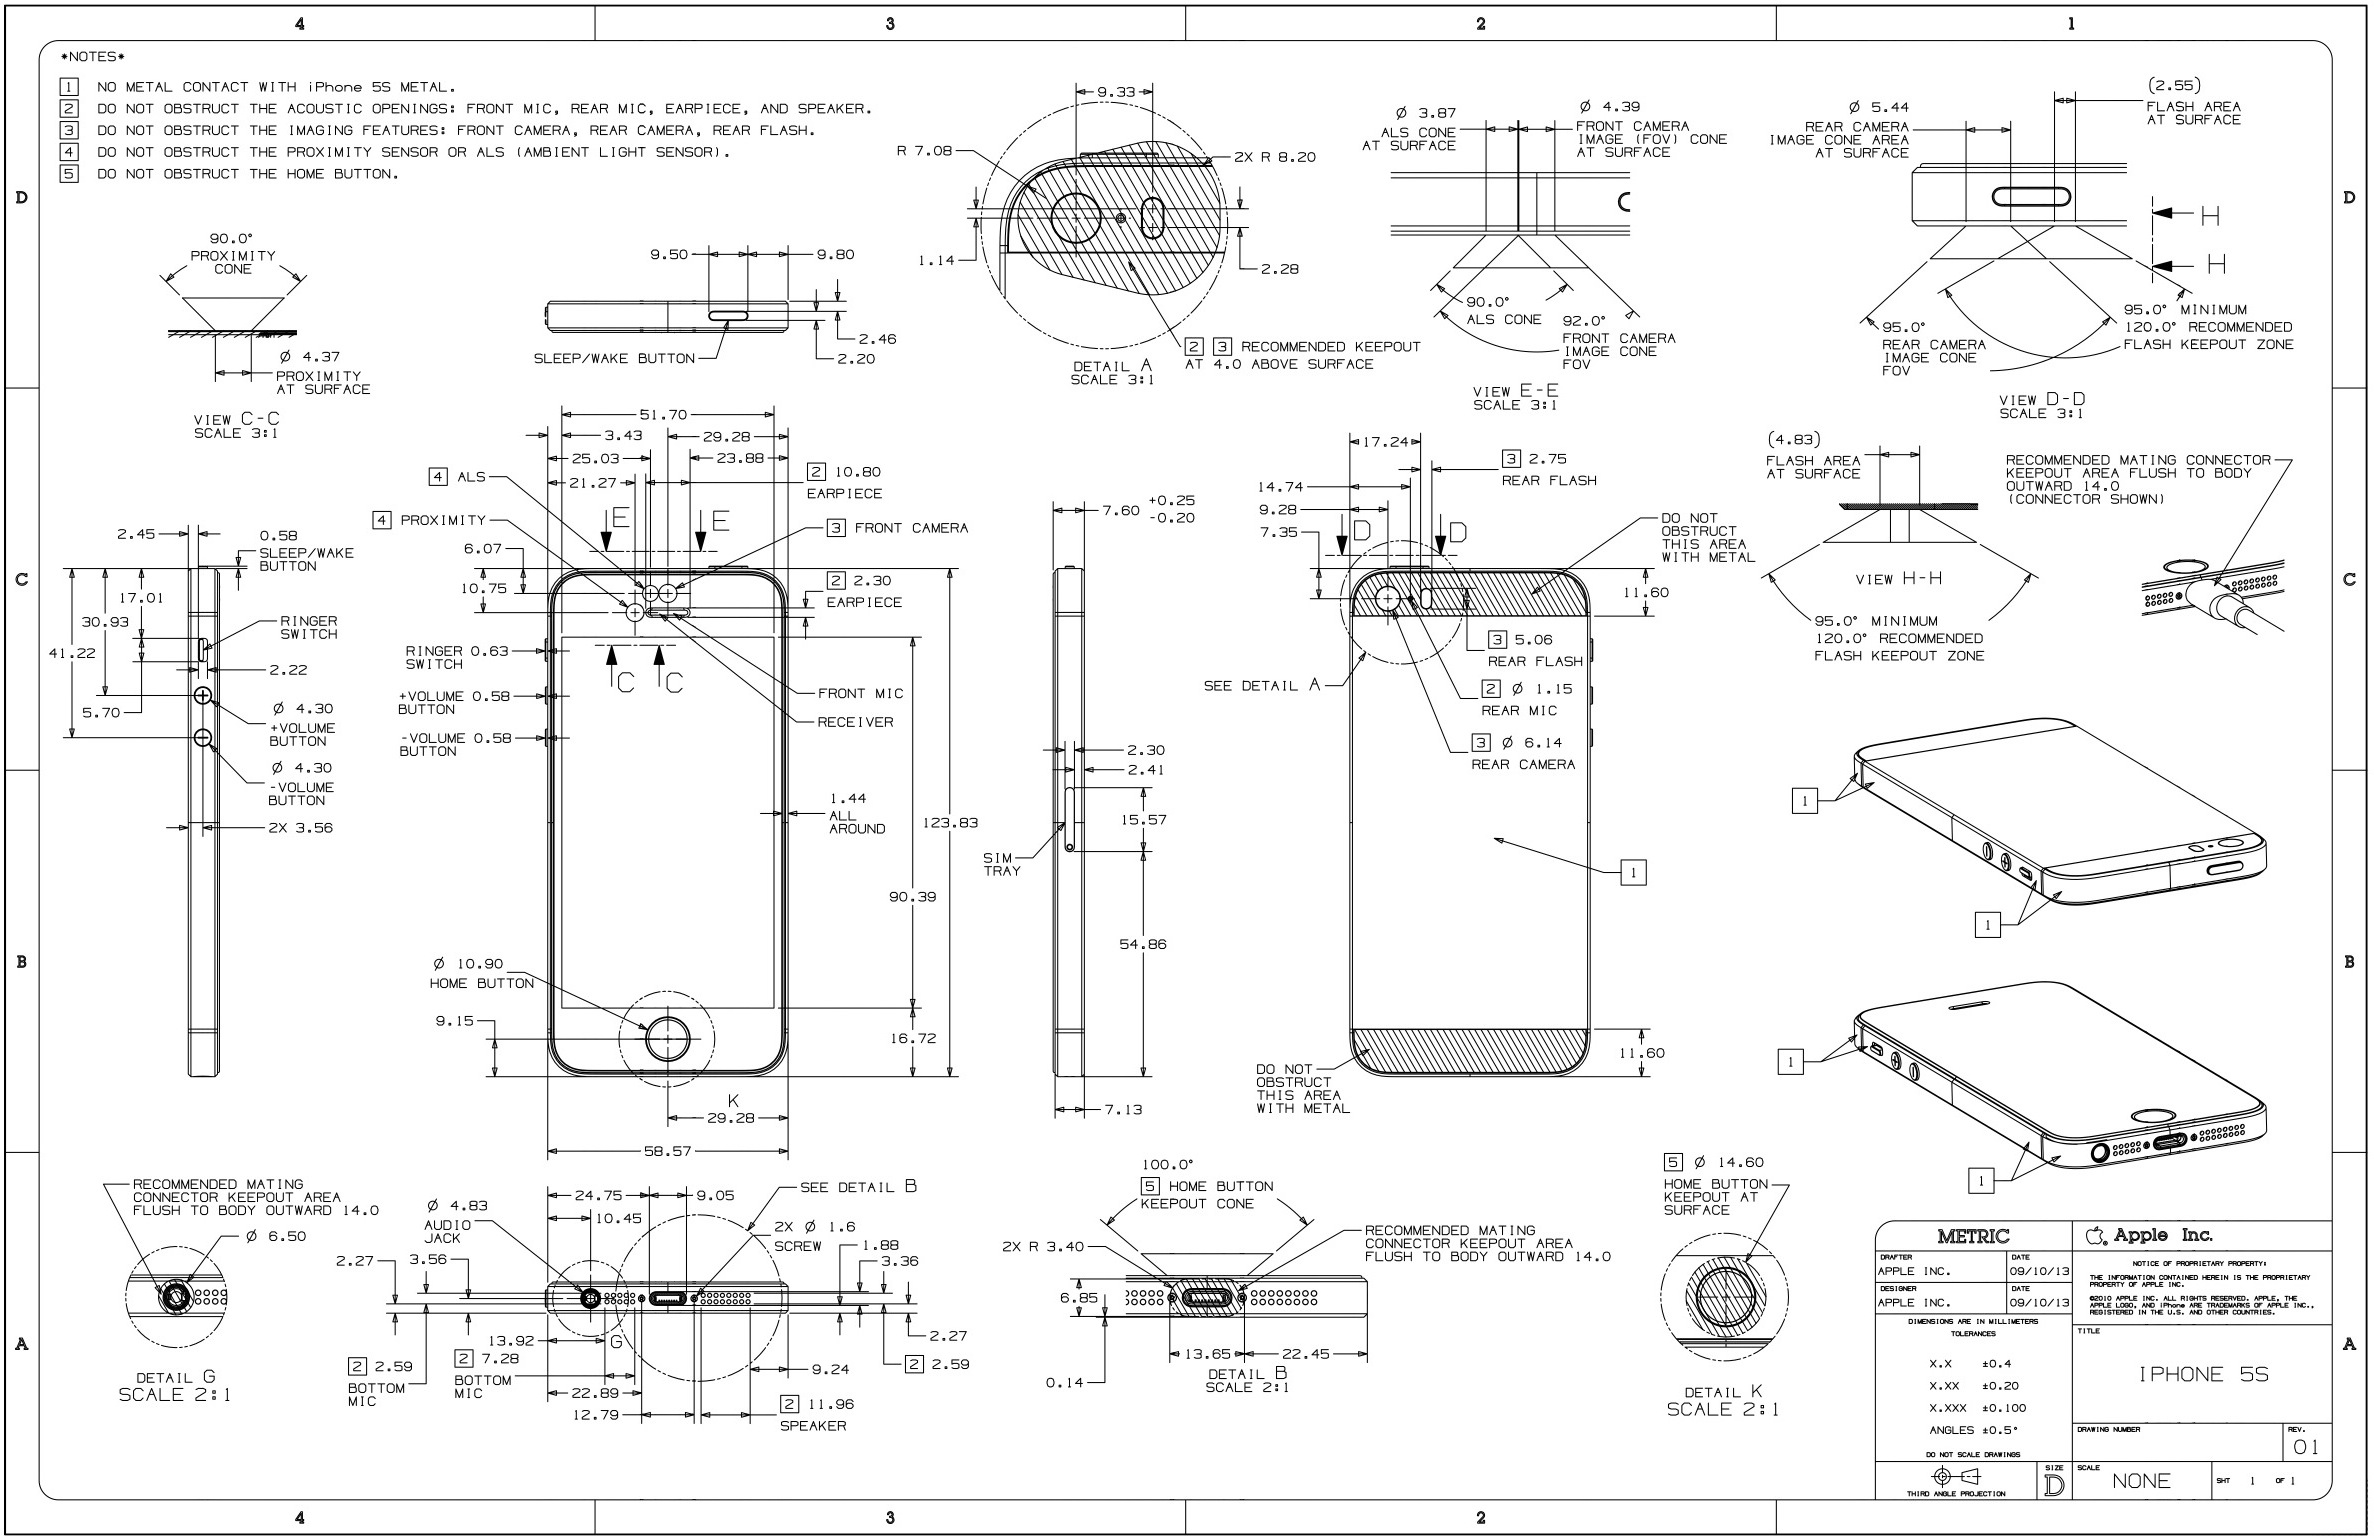 4
3
2
1
*NOTES*
1 NO METAL CONTACT WITH iPhone 5S METAL.
2 DO NOT OBSTRUCT THE ACOUSTIC OPENINGS: FRONT MIC, REAR MIC, EARPIECE, AND SPEAKER.
3 DO NOT OBSTRUCT THE IMAGING FEATURES: FRONT CAMERA, REAR CAMERA, REAR FLASH.
4 DO NOT OBSTRUCT THE PROXIMITY SENSOR OR ALS (AMBIENT LIGHT SENSOR).
5 DO NOT OBSTRUCT THE HOME BUTTON.
D
D
90.0°
PROXIMITY
CONE
Ø 4.37
PROXIMITY
AT SURFACE
VIEW C-C
SCALE 3:1
9.50
9.80
2.46
2.20
SLEEP/WAKE BUTTON
9.33
R 7.08
2X R 8.20
1.14
2.28
2 3 RECOMMENDED KEEPOUT
AT 4.0 ABOVE SURFACE
DETAIL A
SCALE 3:1
Ø 3.87
ALS CONE
AT SURFACE
Ø 4.39
FRONT CAMERA
IMAGE (FOV) CONE
AT SURFACE
90.0°
ALS CONE
92.0°
FRONT CAMERA
IMAGE CONE
FOV
VIEW E-E
SCALE 3:1
Ø 5.44
REAR CAMERA
IMAGE CONE AREA
AT SURFACE
(2.55)
FLASH AREA
AT SURFACE
H
H
95.0°
REAR CAMERA
IMAGE CONE
FOV
95.0° MINIMUM
120.0° RECOMMENDED
FLASH KEEPOUT ZONE
VIEW D-D
SCALE 3:1
C
C
2.45
0.58
SLEEP/WAKE
BUTTON
17.01
30.93
41.22
RINGER
SWITCH
2.22
5.70
Ø 4.30
+VOLUME
BUTTON
Ø 4.30
-VOLUME
BUTTON
2X 3.56
51.70
3.43
29.28
25.03
23.88
21.27
4 ALS
2 10.80
EARPIECE
4 PROXIMITY
E
E
3 FRONT CAMERA
6.07
10.75
2 2.30
EARPIECE
RINGER 0.63
SWITCH
C
C
+VOLUME 0.58
BUTTON
FRONT MIC
RECEIVER
-VOLUME 0.58
BUTTON
1.44
ALL
AROUND
123.83
90.39
Ø 10.90
HOME BUTTON
9.15
16.72
K
29.28
58.57
7.60 +0.25
-0.20
2.30
2.41
15.57
SIM
TRAY
54.86
7.13
17.24
3 2.75
REAR FLASH
14.74
9.28
7.35
D
D
DO NOT
OBSTRUCT
THIS AREA
WITH METAL
11.60
3 5.06
REAR FLASH
SEE DETAIL A
2 Ø 1.15
REAR MIC
3 Ø 6.14
REAR CAMERA
1
11.60
DO NOT
OBSTRUCT
THIS AREA
WITH METAL
(4.83)
FLASH AREA
AT SURFACE
VIEW H-H
95.0° MINIMUM
120.0° RECOMMENDED
FLASH KEEPOUT ZONE
RECOMMENDED MATING CONNECTOR
KEEPOUT AREA FLUSH TO BODY
OUTWARD 14.0
(CONNECTOR SHOWN)
1
1
1
1
B
B
RECOMMENDED MATING
CONNECTOR KEEPOUT AREA
FLUSH TO BODY OUTWARD 14.0
Ø 6.50
DETAIL G
SCALE 2:1
24.75
9.05
SEE DETAIL B
Ø 4.83
AUDIO
JACK
10.45
2X Ø 1.6
SCREW
2.27
3.56
1.88
3.36
13.92
G
2.27
2 2.59
BOTTOM
MIC
2 7.28
BOTTOM
MIC
9.24
2 2.59
22.89
12.79
2 11.96
SPEAKER
100.0°
5 HOME BUTTON
KEEPOUT CONE
2X R 3.40
RECOMMENDED MATING
CONNECTOR KEEPOUT AREA
FLUSH TO BODY OUTWARD 14.0
6.85
0.14
13.65
22.45
DETAIL B
SCALE 2:1
5 Ø 14.60
HOME BUTTON
KEEPOUT AT
SURFACE
DETAIL K
SCALE 2:1
A
A
METRIC
DRAFTER
APPLE INC.
DATE
09/10/13
DESIGNER
APPLE INC.
DATE
09/10/13
DIMENSIONS ARE IN MILLIMETERS
TOLERANCES
X.X ±0.4
X.XX ±0.20
X.XXX ±0.100
ANGLES ±0.5°
DO NOT SCALE DRAWINGS
THIRD ANGLE PROJECTION
SIZE
D
Apple Inc.
NOTICE OF PROPRIETARY PROPERTY:
THE INFORMATION CONTAINED HEREIN IS THE PROPRIETARY
PROPERTY OF APPLE INC.
©2010 APPLE INC. ALL RIGHTS RESERVED. APPLE, THE
APPLE LOGO, AND iPhone ARE TRADEMARKS OF APPLE INC.,
REGISTERED IN THE U.S. AND OTHER COUNTRIES.
TITLE
IPHONE 5S
DRAWING NUMBER
REV.
01
SCALE
NONE
SHT 1 OF 1
4
3
2
1